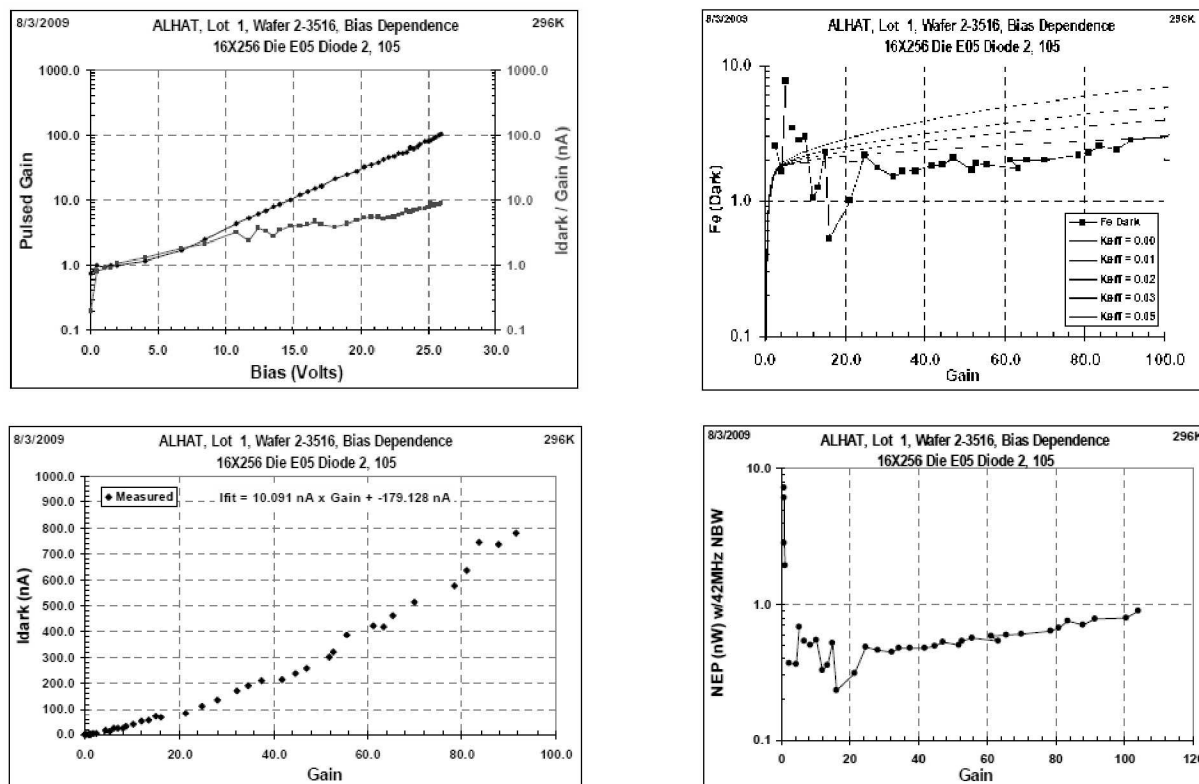 8/3/2009
ALHAT, Lot 1, Wafer 2-3516, Bias Dependence
296K
16X256 Die E05 Diode 2, 105
1000.0
100.0
10.0
1.0
0.1
Pulsed Gain
1000.0
100.0
10.0
1.0
0.1
Idark / Gain (nA)
0.0 5.0 10.0 15.0 20.0 25.0 30.0
Bias (Volts)
8/3/2009
ALHAT, Lot 1, Wafer 2-3516, Bias Dependence
296K
16X256 Die E05 Diode 2, 105
10.0
1.0
0.1
Fe (Dark)
Fe Dark
Keff = 0.00
Keff = 0.01
Keff = 0.02
Keff = 0.03
Keff = 0.05
0.0 20.0 40.0 60.0 80.0 100.0
Gain
8/3/2009
ALHAT, Lot 1, Wafer 2-3516, Bias Dependence
296K
16X256 Die E05 Diode 2, 105
Measured
Ifit = 10.091 nA x Gain + -179.128 nA
1000.0
900.0
800.0
700.0
600.0
500.0
400.0
300.0
200.0
100.0
0.0
Idark (nA)
0.0 20.0 40.0 60.0 80.0 100.0
Gain
8/3/2009
ALHAT, Lot 1, Wafer 2-3516, Bias Dependence
296K
16X256 Die E05 Diode 2, 105
10.0
1.0
0.1
NEP (nW) w/42MHz NBW
0 20 40 60 80 100 120
Gain